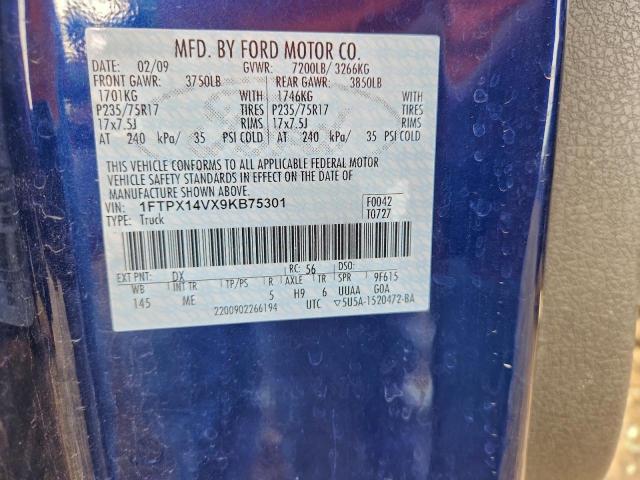 MFD. BY FORD MOTOR CO.
DATE: 02/09 GVWR: 7200LB/ 3266KG
FRONT GAWR: 3750LB REAR GAWR: 3850LB
1701KG WITH 1746KG WITH
P235/75R17 TIRES P235/75R17 TIRES
17x7.5J RIMS 17x7.5J RIMS
AT 240 kPa/ 35 PSI COLD AT 240 kPa/ 35 PSI COLD
THIS VEHICLE CONFORMS TO ALL APPLICABLE FEDERAL MOTOR
VEHICLE SAFETY STANDARDS IN EFFECT ON THE DATE OF
MANUFACTURE SHOWN ABOVE.
VIN: 1FTPX14VX9KB75301 F0042
TYPE: Truck T0727
EXT PNT: DX RC: 56 DSO:
WB INT TR TP/PS R AXLE TR SPR 9F615
145 ME 5 H9 6 UUAA GOA
2200902266194 UTC ▽5U5A-1520472-BA